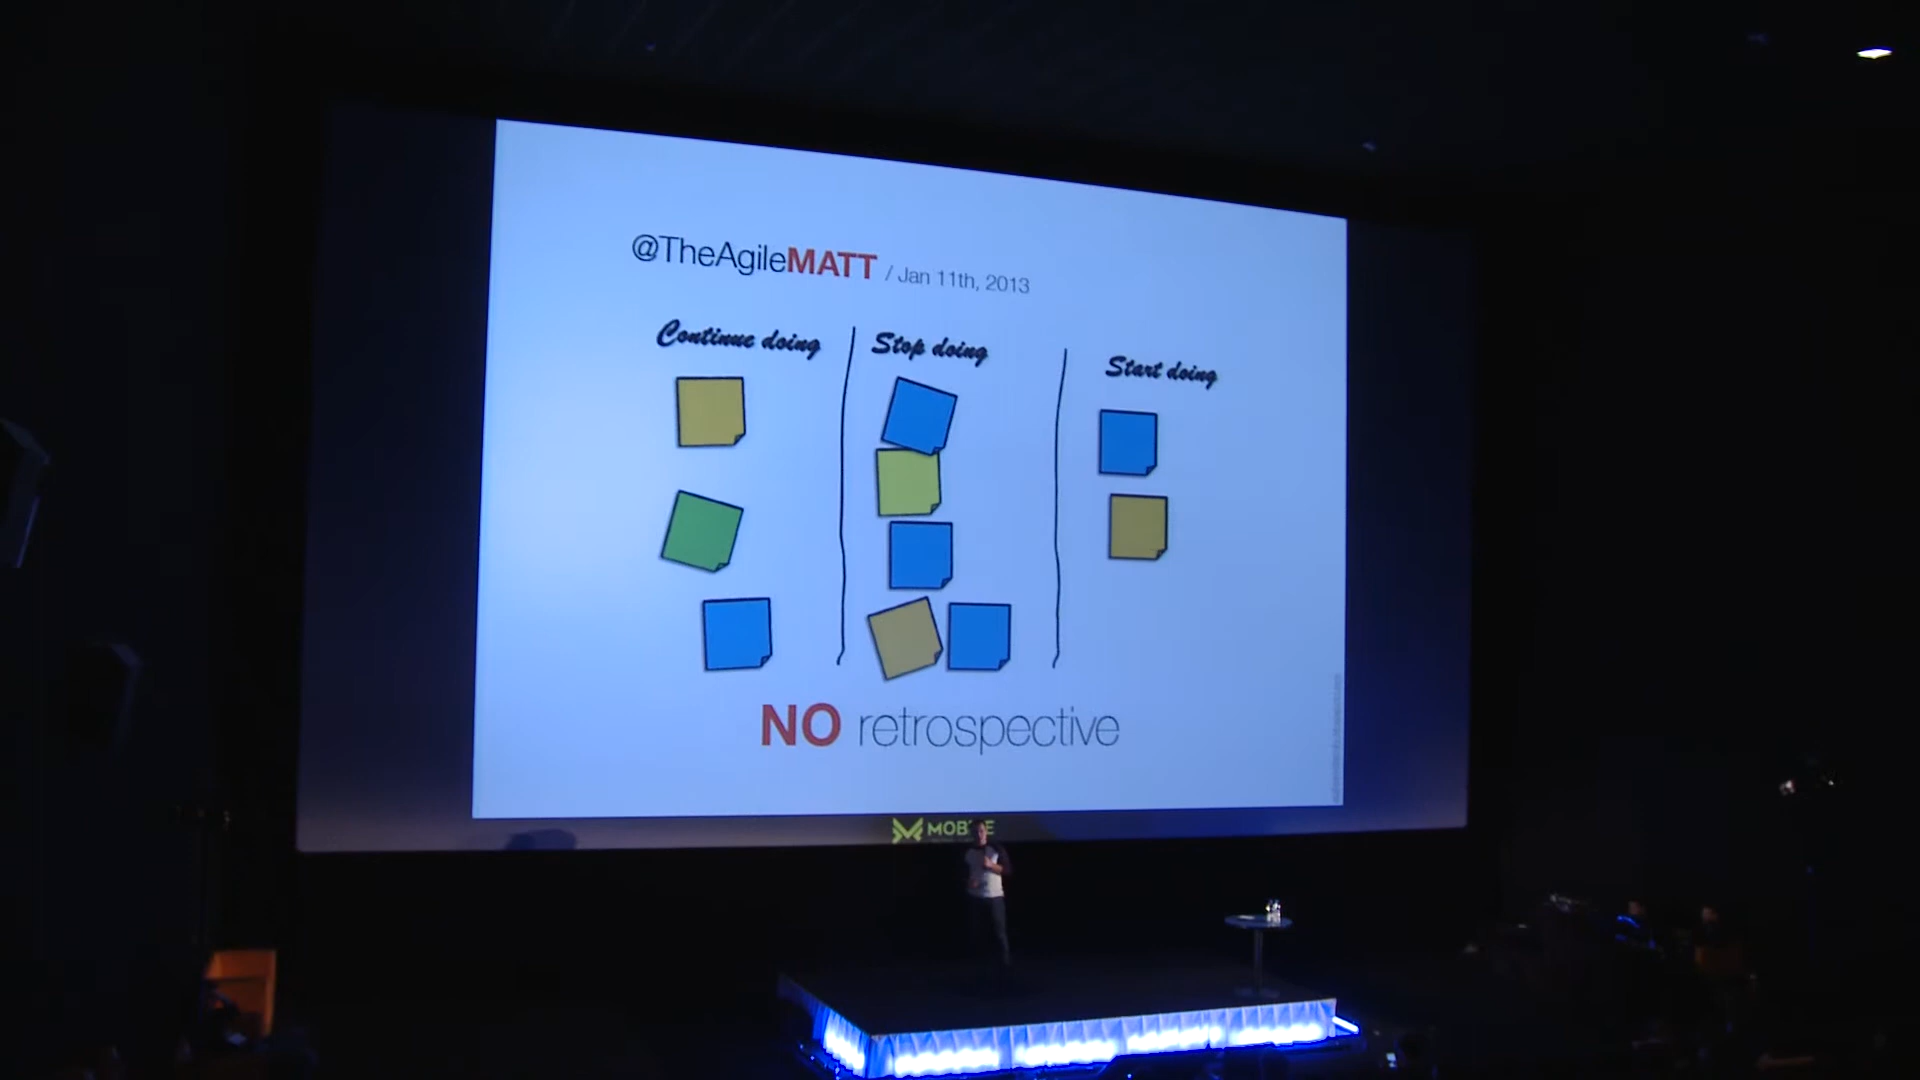 @TheAgileMATT / Jan 11th, 2013
Continue doing
Stop doing
Start doing
NO retrospective